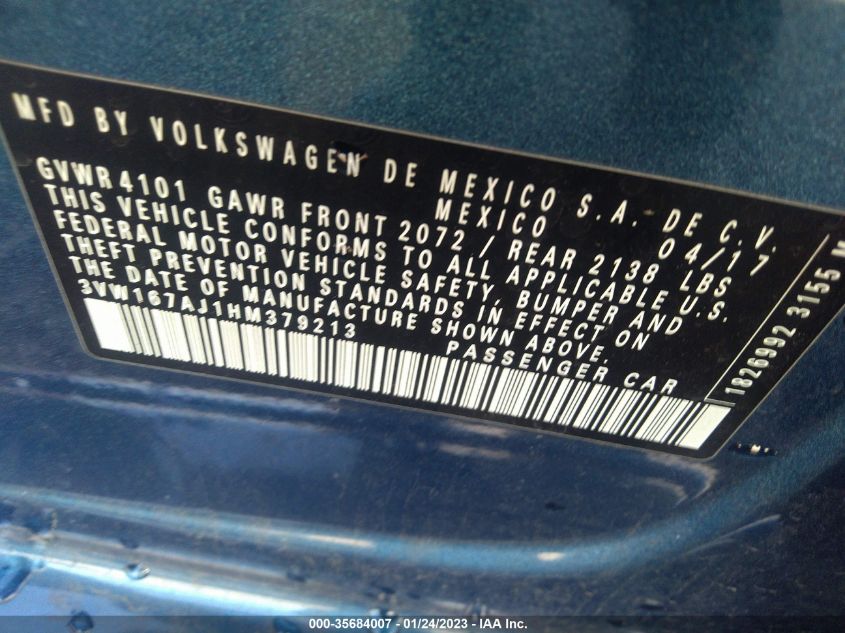 MFD BY VOLKSWAGEN DE MEXICO S.A. DE C.V.
MEXICO 04/17
GVWR 4101 GAWR FRONT 2072 / REAR 2138 LBS
THIS VEHICLE CONFORMS TO ALL APPLICABLE U.S.
FEDERAL MOTOR VEHICLE SAFETY, BUMPER AND
THEFT PREVENTION STANDARDS IN EFFECT ON
THE DATE OF MANUFACTURE SHOWN ABOVE.
3VW167AJ1HM379213 PASSENGER CAR
1826992 3155 M
000-35684007 - 01/24/2023 - IAA Inc.